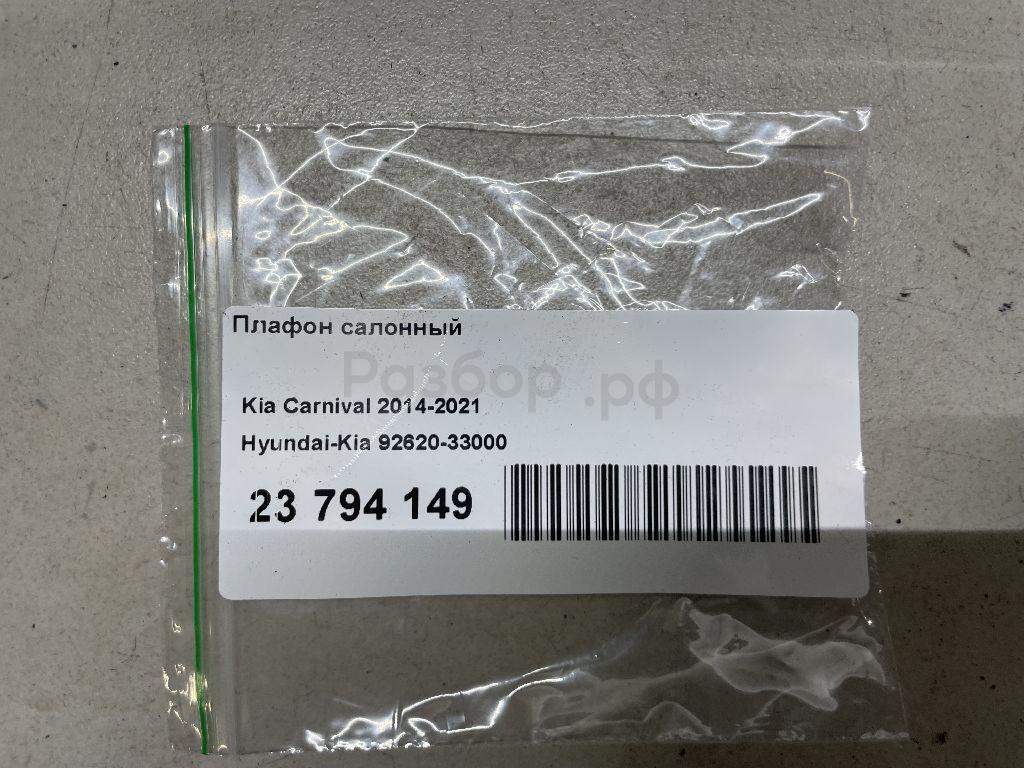 Плафон салонный
Разбор.рф
Kia Carnival 2014-2021
Hyundai-Kia 92620-33000
23 794 149